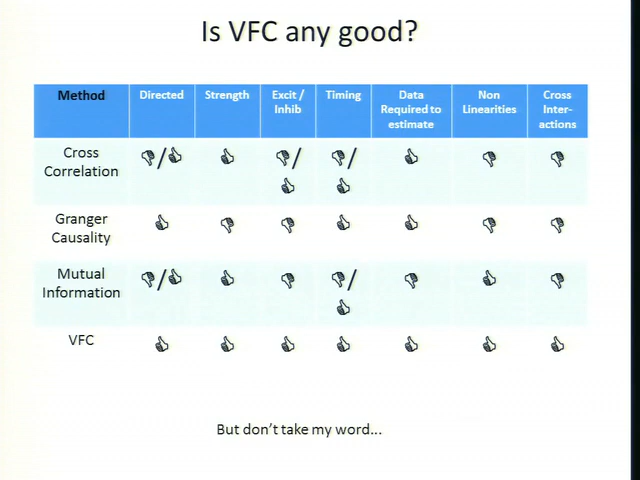 Is VFC any good?
Method Directed Strength Excit / Inhib Timing Data Required to estimate Non Linearities Cross Inter-actions
Cross Correlation 👎/👍 👍 👎/👍 👎/👍 👍 👎 👎
Granger Causality 👍 👎 👎 👍 👍 👎 👎
Mutual Information 👎/👍 👍 👎 👎/👍 👎 👍 👎
VFC 👍 👍 👍 👍 👍 👍 👍
But don't take my word...